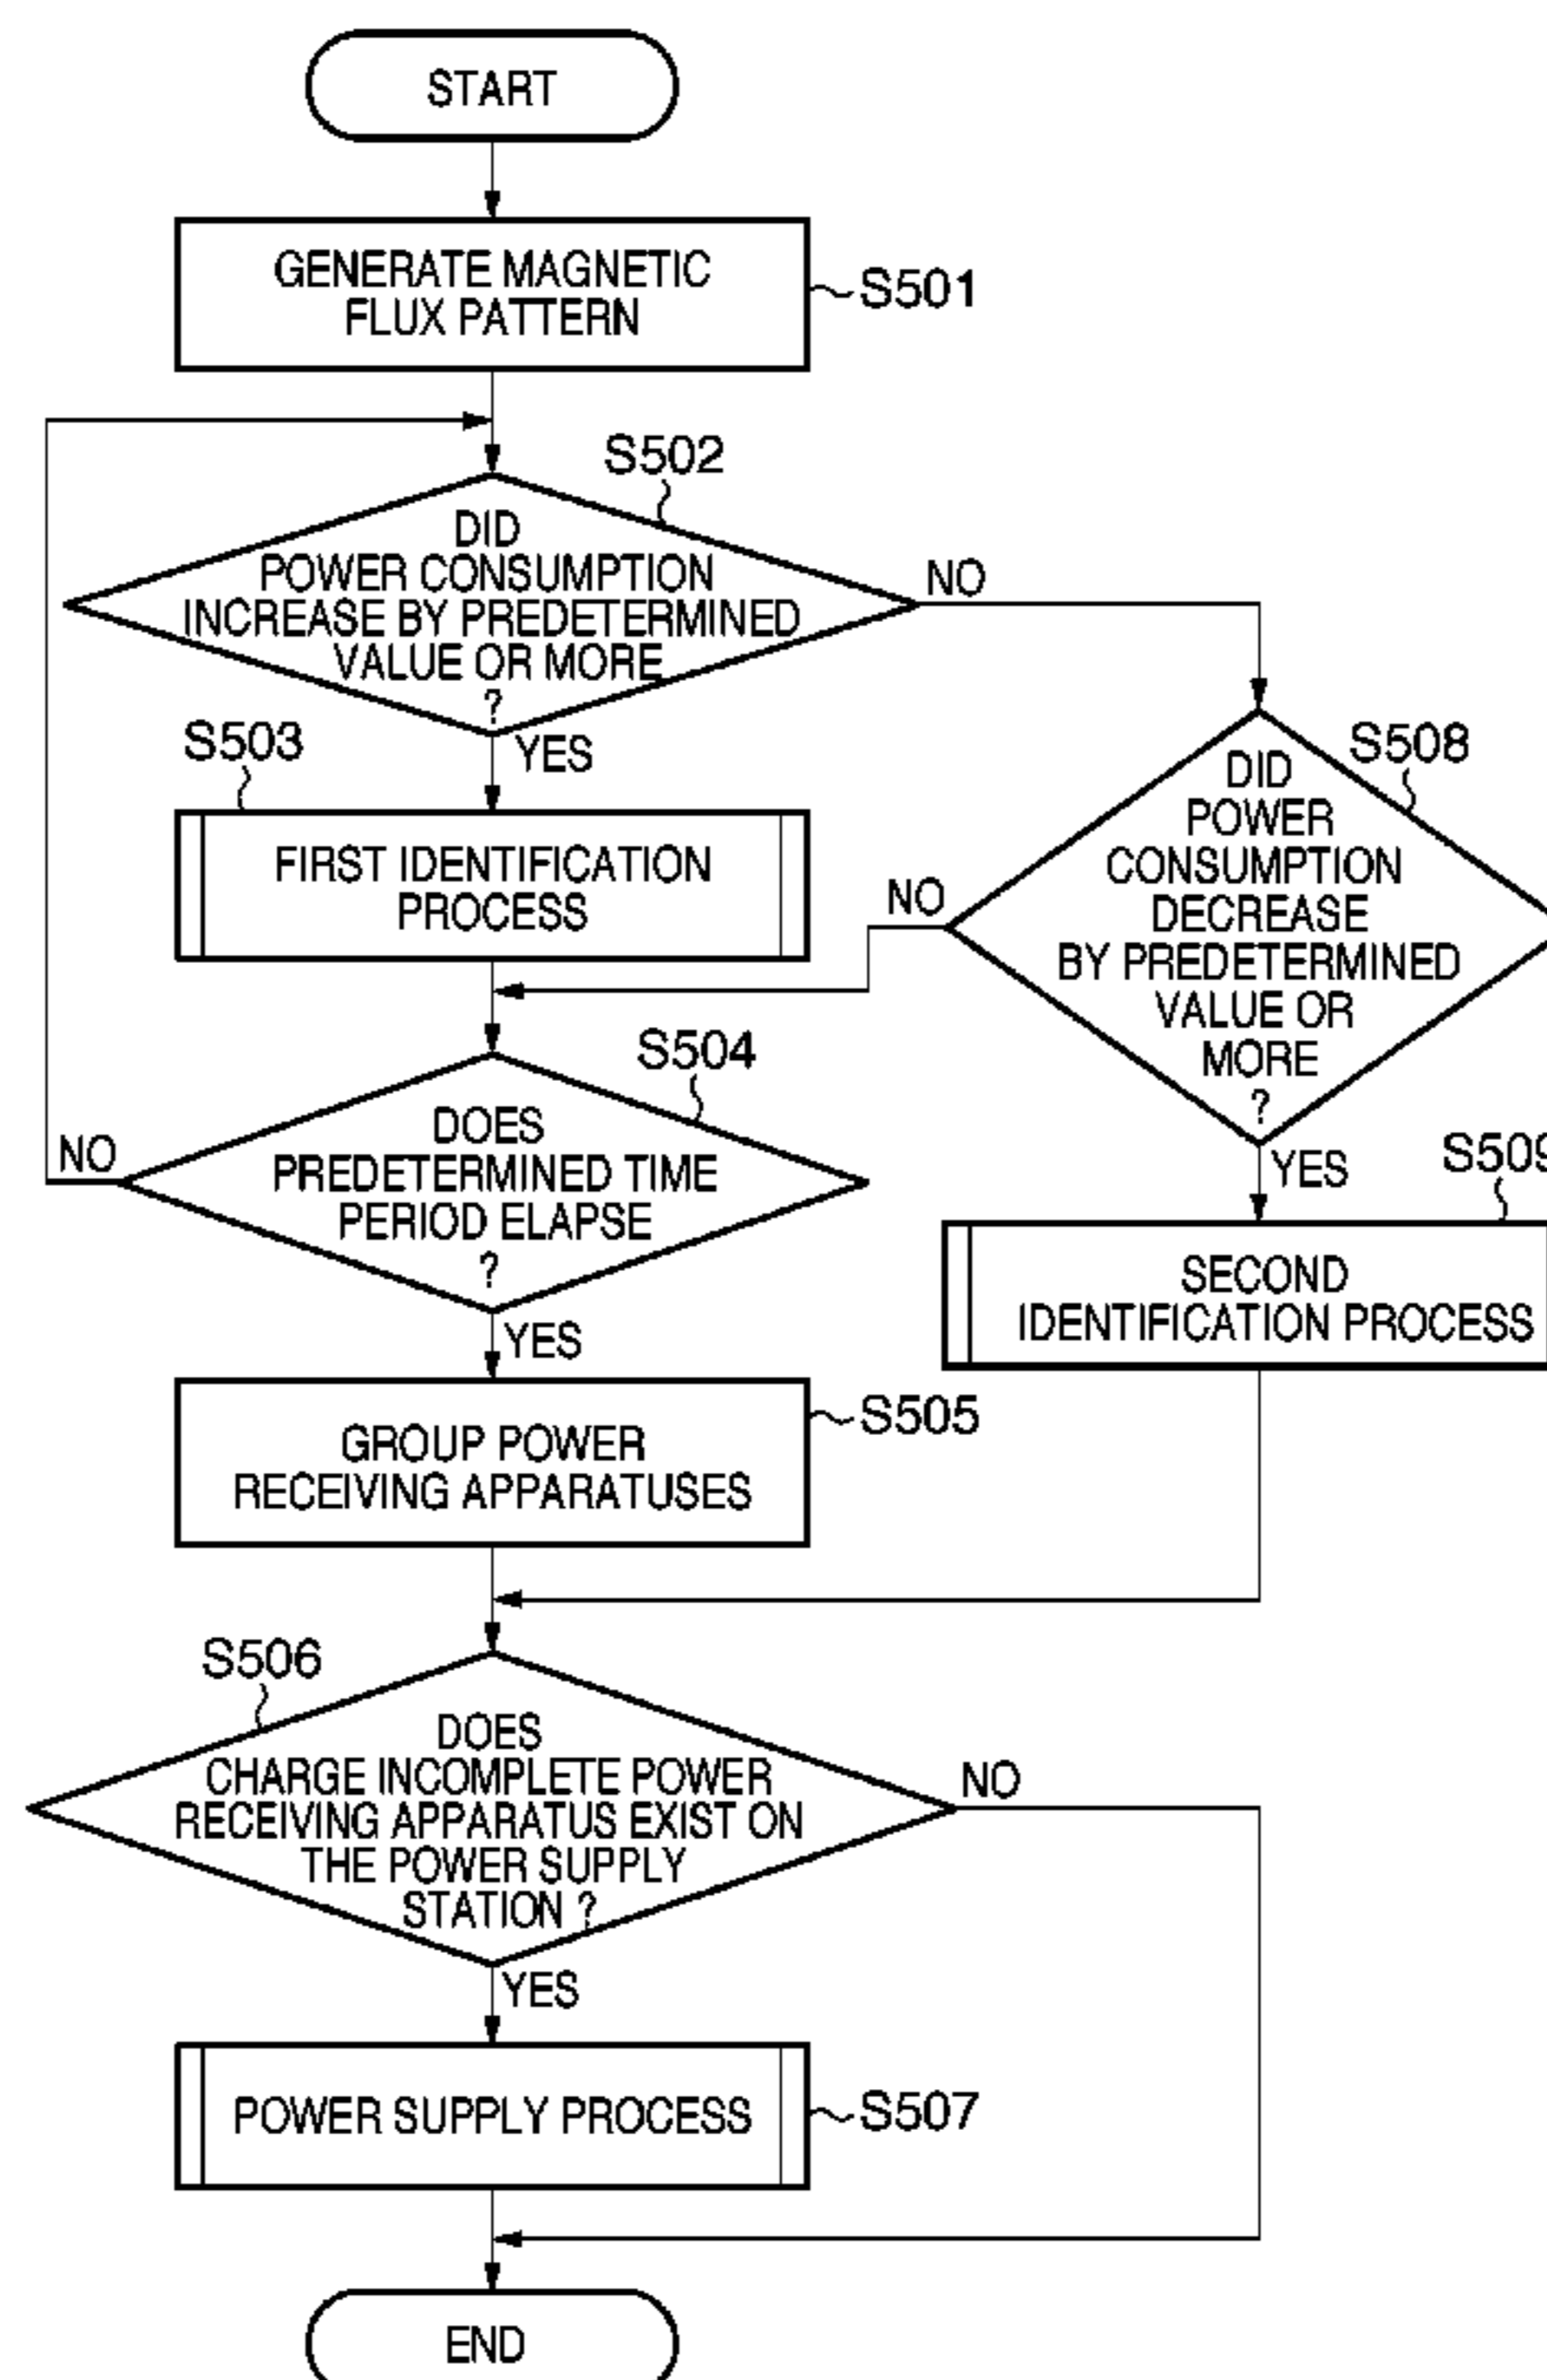 START
GENERATE MAGNETIC
FLUX PATTERN
S501
S502
DID
POWER CONSUMPTION
INCREASE BY PREDETERMINED
VALUE OR MORE
?
NO
YES
S503
FIRST IDENTIFICATION
PROCESS
S508
DID
POWER
CONSUMPTION
DECREASE
BY PREDETERMINED
VALUE OR
MORE
?
NO
YES
S504
DOES
PREDETERMINED TIME
PERIOD ELAPSE
?
NO
YES
S509
SECOND
IDENTIFICATION PROCESS
GROUP POWER
RECEIVING APPARATUSES
S505
S506
DOES
CHARGE INCOMPLETE POWER
RECEIVING APPARATUS EXIST ON
THE POWER SUPPLY
STATION ?
NO
YES
POWER SUPPLY PROCESS
S507
END